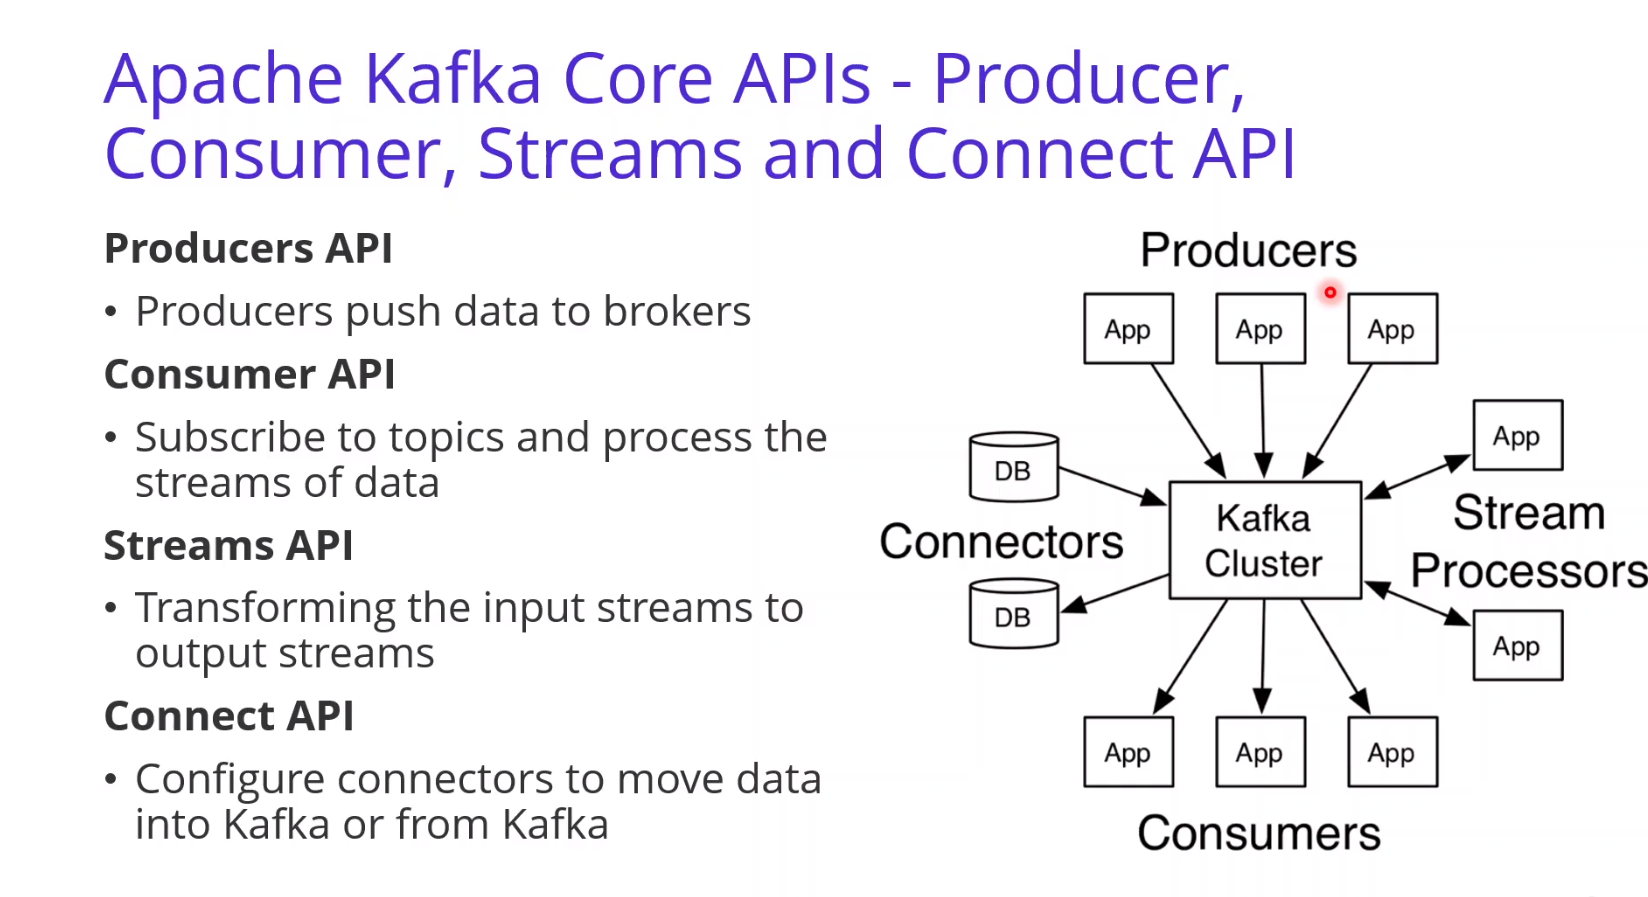 Apache Kafka Core APIs - Producer,
Consumer, Streams and Connect API
Producers API
• Producers push data to brokers
Consumer API
• Subscribe to topics and process the
streams of data
Streams API
• Transforming the input streams to
output streams
Connect API
• Configure connectors to move data
into Kafka or from Kafka
Producers
App
App
App
DB
Connectors
DB
Kafka
Cluster
App
Stream
Processors
App
App
App
App
Consumers